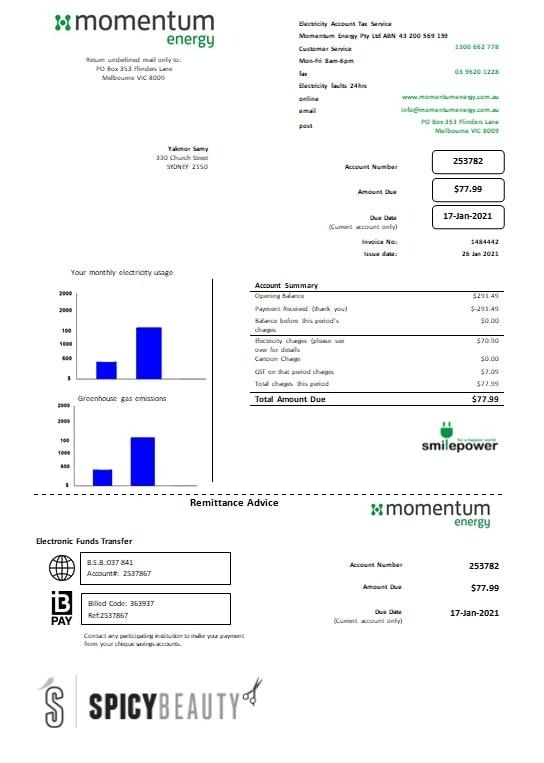 momentum
energy
Return undefined mail only to:
PO Box 353 Flinders Lane
Melbourne VIC 8009
Electricity Account Tax Service
Momentum Energy Pty Ltd ABN 43 200 569 159
Customer Service 1300 662 778
Mon-Fri 8am-6pm
fax 03 9620 1228
Electricity faults 24hrs
online www.momentumenergy.com.au
email info@momentumenergy.com.au
post PO Box 353 Flinders Lane
Melbourne VIC 8009
Yakmor Samy
330 Church Street
SYDNEY 2150
Account Number 253782
Amount Due $77.99
Due Date 17-Jan-2021
(Current account only)
Invoice No: 1484442
Issue date: 26 Jan 2021
Your monthly electricity usage
2000
2000
100
1000
600
$
Greenhouse gas emissions
2000
2000
100
1000
600
$
Account Summary
Opening Balance $291.49
Payment Received (thank you) $-291.49
Balance before this period's $0.00
charges
Electricity charges (please see $70.90
over for details
Cartoon Charge $0.00
GST on that period charges $7.09
Total charges this period $77.99
Total Amount Due $77.99
for a happier world
smilepower
Remittance Advice
momentum
energy
Electronic Funds Transfer
B.S.B.:037 841
Account#: 2537867
B
PAY
Billed Code: 363937
Ref:2537867
Contact any participating institution to make your payment
from your cheque savings accounts.
Account Number 253782
Amount Due $77.99
Due Date 17-Jan-2021
(Current account only)
S SPICYBEAUTY